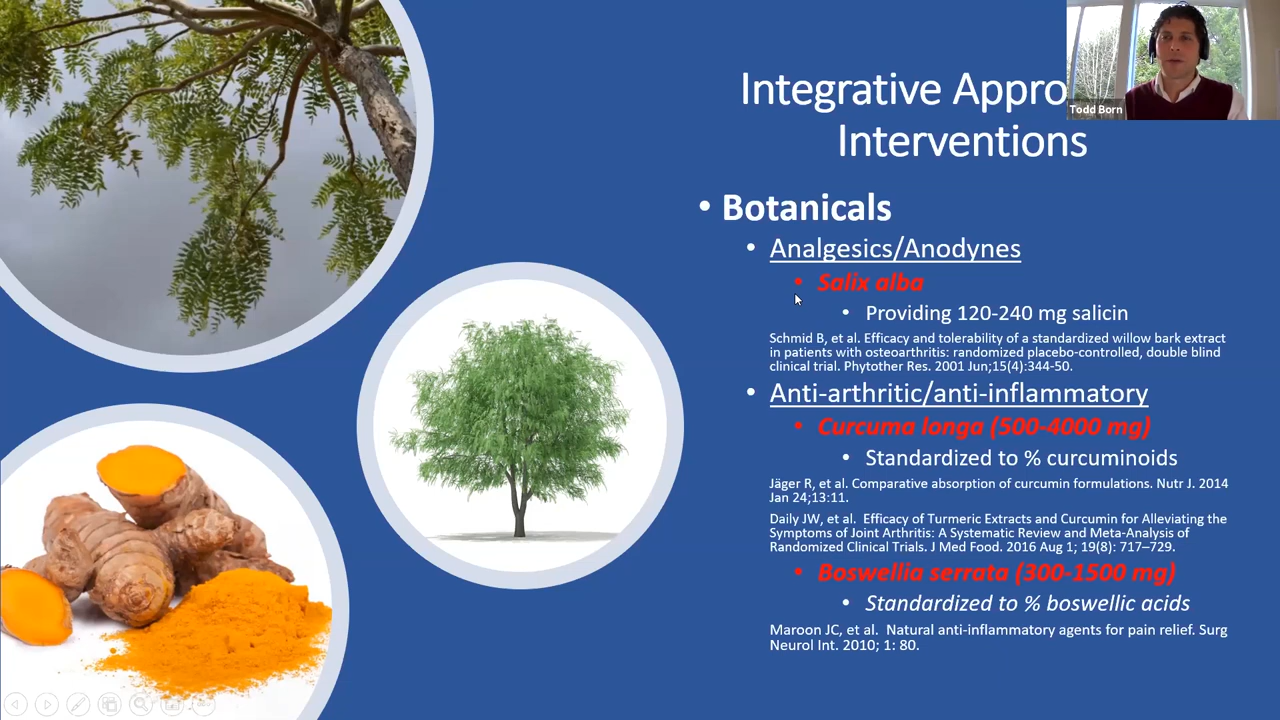 Integrative Appro
Interventions
Todd Born
• Botanicals
• Analgesics/Anodynes
• Salix alba
• Providing 120-240 mg salicin
Schmid B, et al. Efficacy and tolerability of a standardized willow bark extract
in patients with osteoarthritis: randomized placebo-controlled, double blind
clinical trial. Phytother Res. 2001 Jun;15(4):344-50.
• Anti-arthritic/anti-inflammatory
• Curcuma longa (500-4000 mg)
• Standardized to % curcuminoids
Jäger R, et al. Comparative absorption of curcumin formulations. Nutr J. 2014
Jan 24;13:11.
Daily JW, et al.  Efficacy of Turmeric Extracts and Curcumin for Alleviating the
Symptoms of Joint Arthritis: A Systematic Review and Meta-Analysis of
Randomized Clinical Trials. J Med Food. 2016 Aug 1; 19(8): 717–729.
• Boswellia serrata (300-1500 mg)
• Standardized to % boswellic acids
Maroon JC, et al.  Natural anti-inflammatory agents for pain relief. Surg
Neurol Int. 2010; 1: 80.